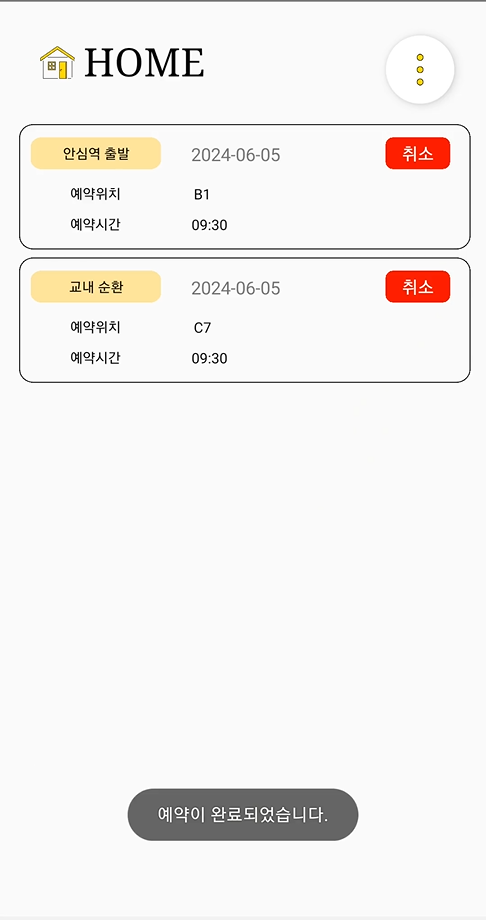 HOME
안심역 출발 2024-06-05 취소
예약위치 B1
예약시간 09:30
교내 순환 2024-06-05 취소
예약위치 C7
예약시간 09:30
예약이 완료되었습니다.